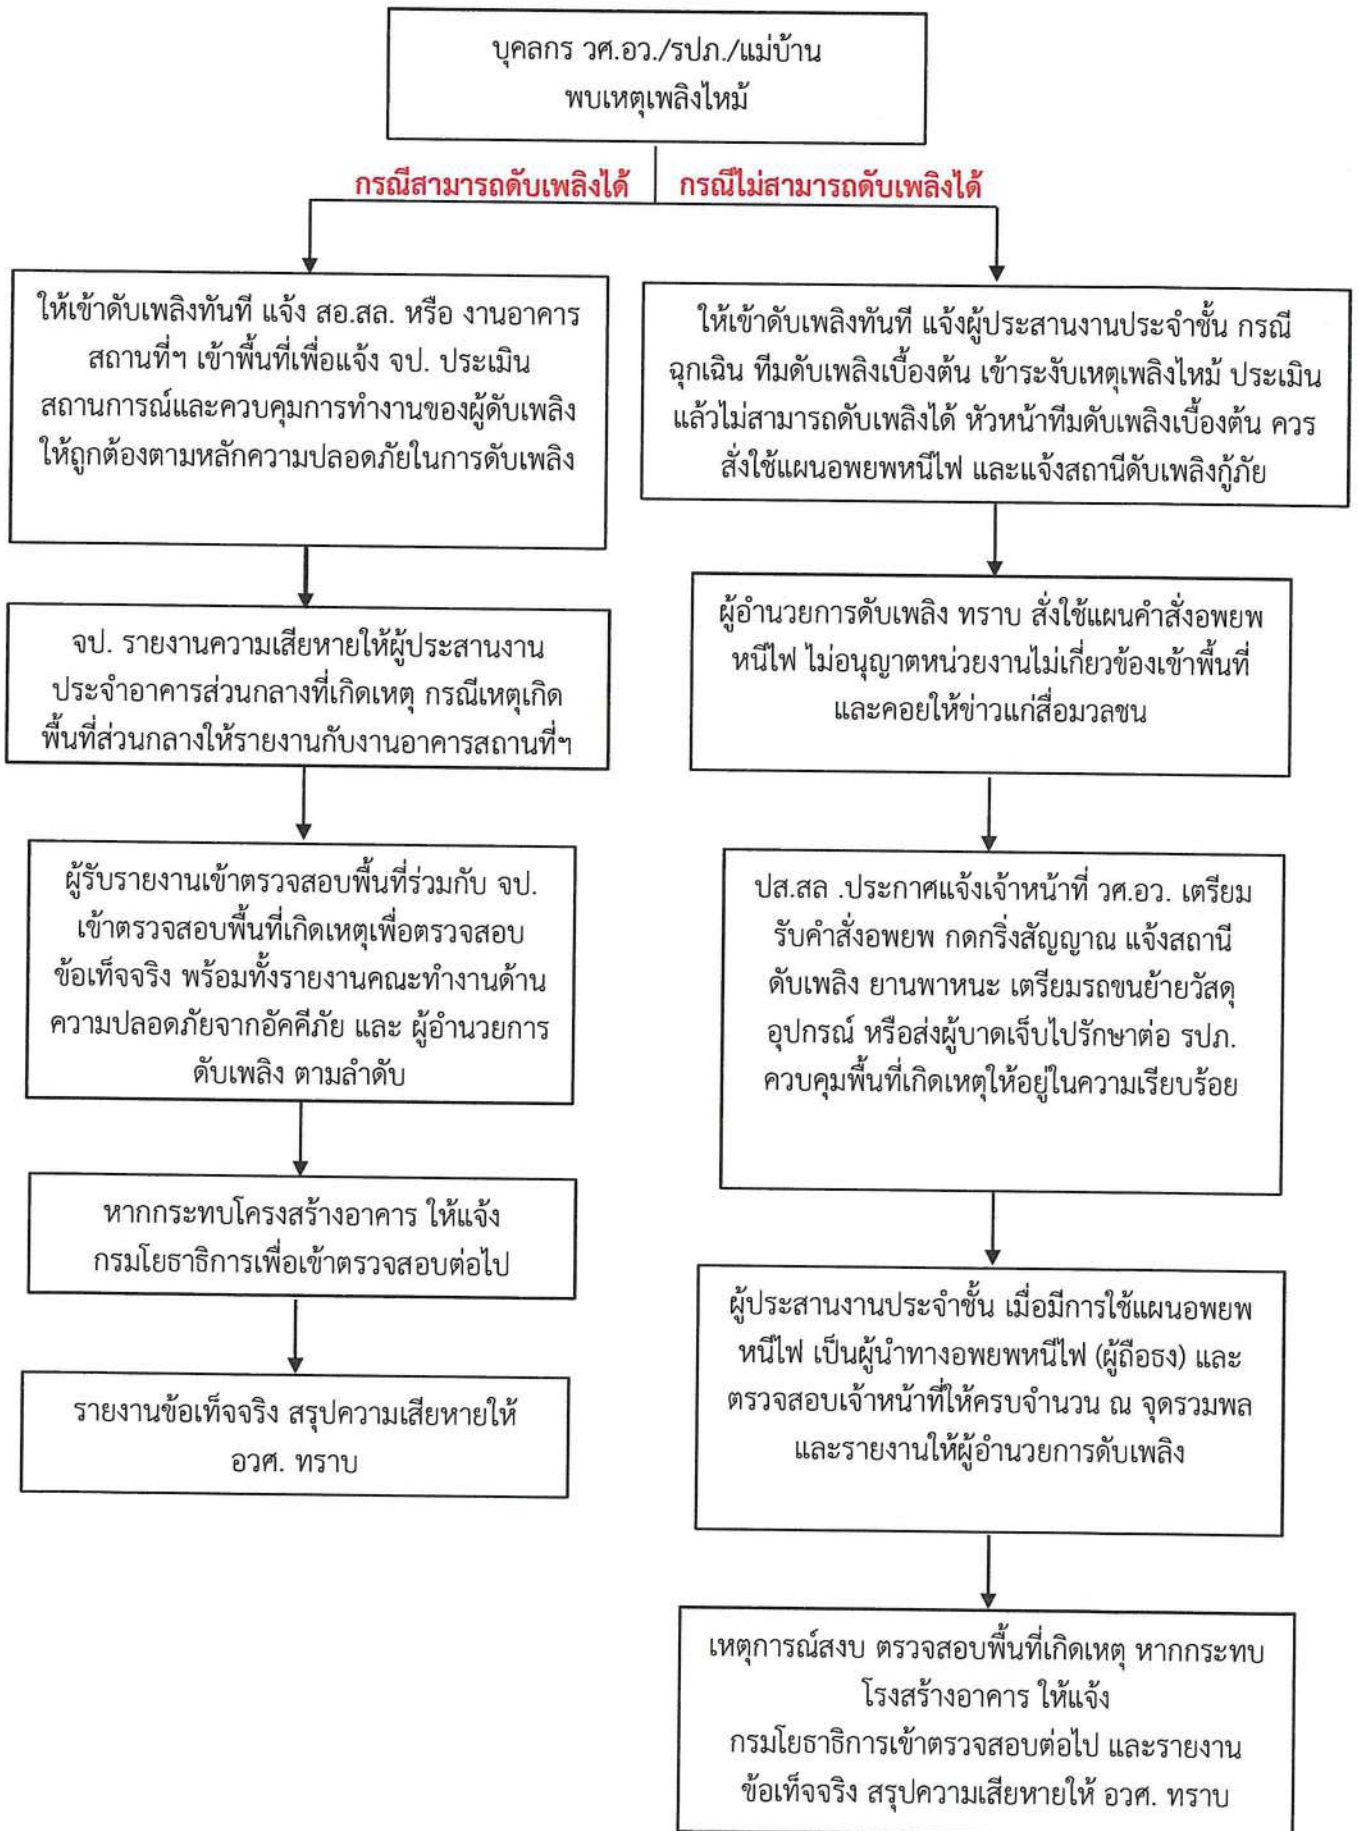 บุคลากร วศ.อว./รปภ./แม่บ้าน
พบเหตุเพลิงไหม้
กรณีสามารถดับเพลิงได้
กรณีไม่สามารถดับเพลิงได้
ให้เข้าดับเพลิงทันที แจ้ง สอ.สล. หรือ งานอาคาร
สถานที่ฯ เข้าพื้นที่เพื่อแจ้ง จป. ประเมิน
สถานการณ์และควบคุมการทำงานของผู้ดับเพลิง
ให้ถูกต้องตามหลักความปลอดภัยในการดับเพลิง
จป. รายงานความเสียหายให้ผู้ประสานงาน
ประจำอาคารส่วนกลางที่เกิดเหตุ กรณีเหตุเกิด
พื้นที่ส่วนกลางให้รายงานกับงานอาคารสถานที่ฯ
ผู้รับรายงานเข้าตรวจสอบพื้นที่ร่วมกับ จป.
เข้าตรวจสอบพื้นที่เกิดเหตุเพื่อตรวจสอบ
ข้อเท็จจริง พร้อมทั้งรายงานคณะทำงานด้าน
ความปลอดภัยจากอัคคีภัย และ ผู้อำนวยการ
ดับเพลิง ตามลำดับ
หากกระทบโครงสร้างอาคาร ให้แจ้ง
กรมโยธาธิการเพื่อเข้าตรวจสอบต่อไป
รายงานข้อเท็จจริง สรุปความเสียหายให้
อวศ. ทราบ
ให้เข้าดับเพลิงทันที แจ้งผู้ประสานงานประจำชั้น กรณี
ฉุกเฉิน ทีมดับเพลิงเบื้องต้น เข้าระงับเหตุเพลิงไหม้ ประเมิน
แล้วไม่สามารถดับเพลิงได้ หัวหน้าทีมดับเพลิงเบื้องต้น ควร
สั่งใช้แผนอพยพหนีไฟ และแจ้งสถานีดับเพลิงกู้ภัย
ผู้อำนวยการดับเพลิง ทราบ สั่งใช้แผนคำสั่งอพยพ
หนีไฟ ไม่อนุญาตหน่วยงานไม่เกี่ยวข้องเข้าพื้นที่
และคอยให้ข่าวแก่สื่อมวลชน
ปส.สล .ประกาศแจ้งเจ้าหน้าที่ วศ.อว. เตรียม
รับคำสั่งอพยพ กดกริ่งสัญญาณ แจ้งสถานี
ดับเพลิง ยานพาหนะ เตรียมรถขนย้ายวัสดุ
อุปกรณ์ หรือส่งผู้บาดเจ็บไปรักษาต่อ รปภ.
ควบคุมพื้นที่เกิดเหตุให้อยู่ในความเรียบร้อย
ผู้ประสานงานประจำชั้น เมื่อมีการใช้แผนอพยพ
หนีไฟ เป็นผู้นำทางอพยพหนีไฟ (ผู้ถือธง) และ
ตรวจสอบเจ้าหน้าที่ให้ครบจำนวน ณ จุดรวมพล
และรายงานให้ผู้อำนวยการดับเพลิง
เหตุการณ์สงบ ตรวจสอบพื้นที่เกิดเหตุ หากกระทบ
โรงสร้างอาคาร ให้แจ้ง
กรมโยธาธิการเข้าตรวจสอบต่อไป และรายงาน
ข้อเท็จจริง สรุปความเสียหายให้ อวศ. ทราบ